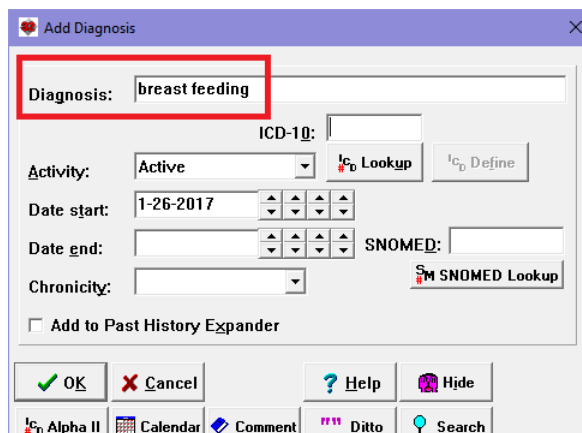 Add Diagnosis
Diagnosis: breast feeding
ICD-10:
Activity: Active ICD Lookup ICD Define
Date start: 1-26-2017
Date end: SNOMED:
Chronicity: SM SNOMED Lookup
Add to Past History Expander
OK Cancel Help Hide
ICD Alpha II Calendar Comment Ditto Search